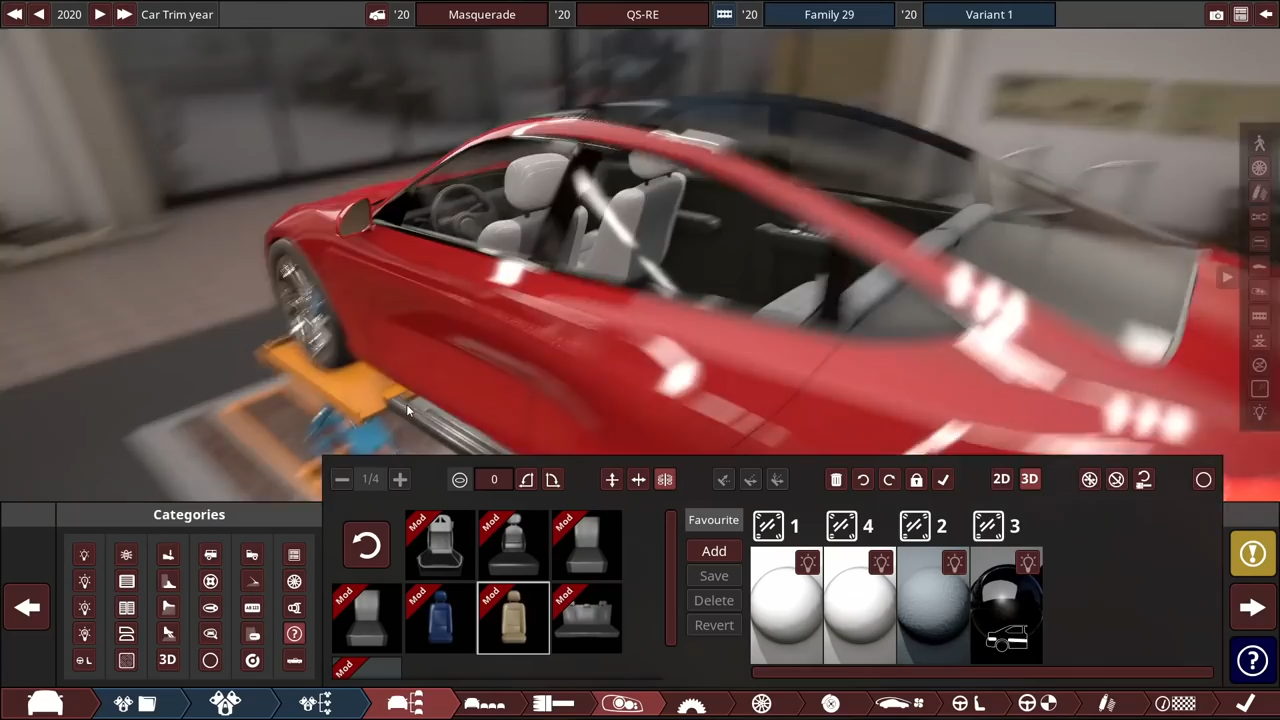 2020 Car Trim year '20 Masquerade '20 QS-RE '20 Family 29 '20 Variant 1
1/4 0 2D 3D
Categories
Favourite 1 4 2 3
Add
Save
Delete
Revert
Mod Mod Mod
Mod Mod Mod Mod
Mod
L 3D